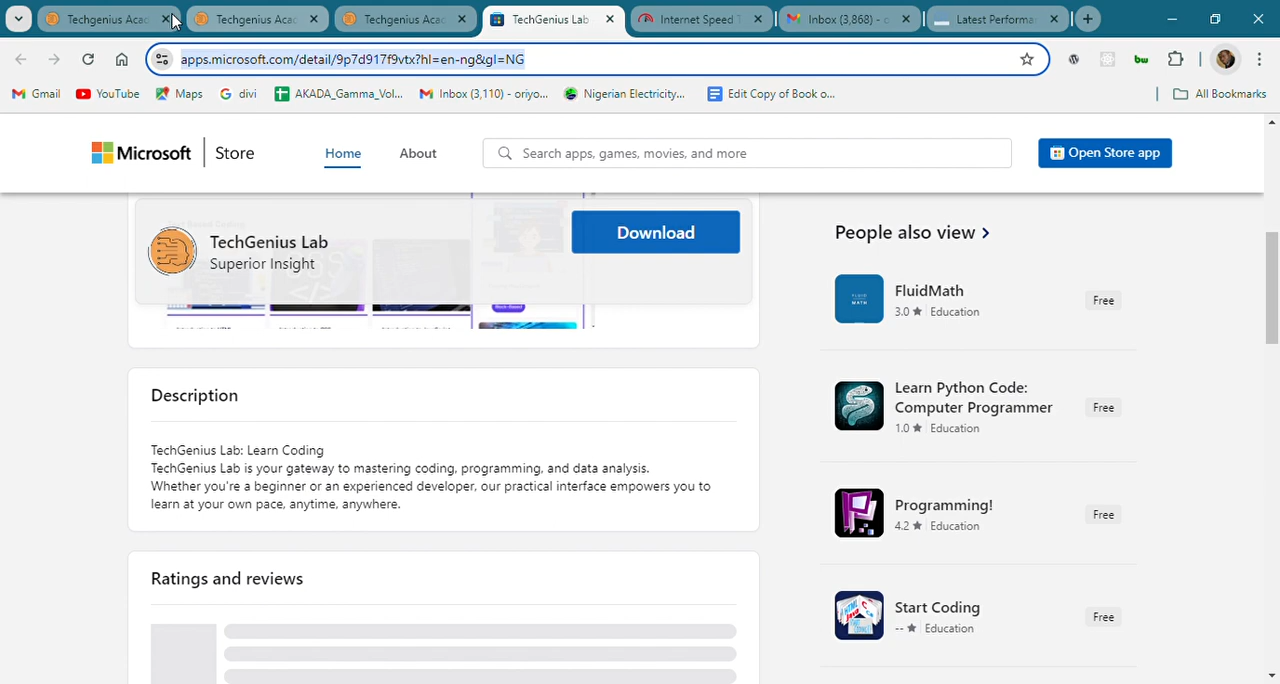 Techgenius Aca
Techgenius Aca
Techgenius Aca
TechGenius Lab
Internet Speed T
Inbox (3,868) - o
Latest Performa
apps.microsoft.com/detail/9p7d917f9vtx?hl=en-ng&gl=NG
Gmail
YouTube
Maps
divi
AKADA_Gamma_Vol...
Inbox (3,110) - oriyo...
Nigerian Electricity...
Edit Copy of Book o...
All Bookmarks
Microsoft
Store
Home
About
Search apps, games, movies, and more
Open Store app
TechGenius Lab
Superior Insight
Download
Description
TechGenius Lab: Learn Coding
TechGenius Lab is your gateway to mastering coding, programming, and data analysis.
Whether you're a beginner or an experienced developer, our practical interface empowers you to
learn at your own pace, anytime, anywhere.
Ratings and reviews
People also view
FluidMath
3.0 ★ Education
Free
Learn Python Code:
Computer Programmer
1.0 ★ Education
Free
Programming!
4.2 ★ Education
Free
Start Coding
-- ★ Education
Free